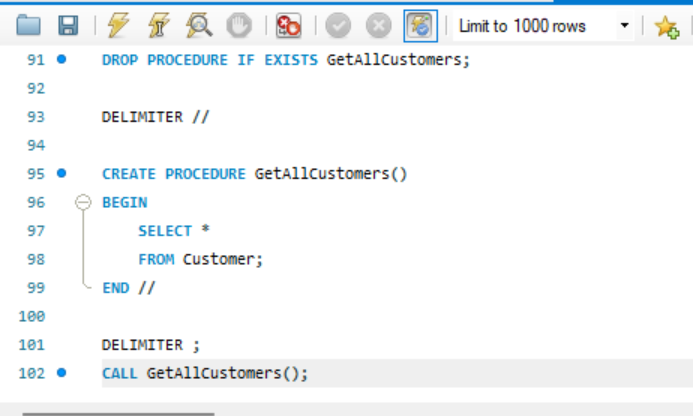 Limit to 1000 rows
91 DROP PROCEDURE IF EXISTS GetAllCustomers;
92
93 DELIMITER //
94
95 CREATE PROCEDURE GetAllCustomers()
96 BEGIN
97 SELECT *
98 FROM Customer;
99 END //
100
101 DELIMITER ;
102 CALL GetAllCustomers();